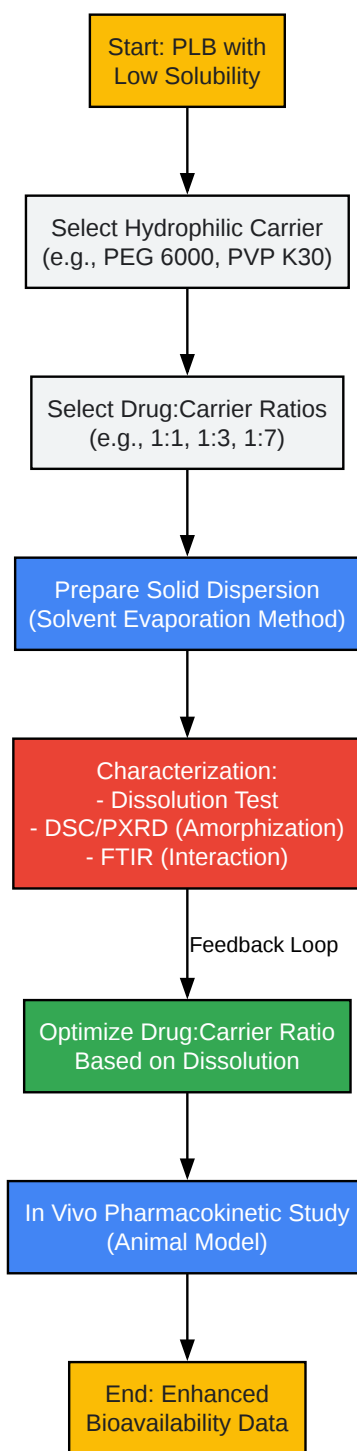 Start: PLB with
Low Solubility
Select Hydrophilic Carrier
(e.g., PEG 6000, PVP K30)
Select Drug:Carrier Ratios
(e.g., 1:1, 1:3, 1:7)
Prepare Solid Dispersion
(Solvent Evaporation Method)
Characterization:
- Dissolution Test
- DSC/PXRD (Amorphization)
- FTIR (Interaction)
Feedback Loop
Optimize Drug:Carrier Ratio
Based on Dissolution
In Vivo Pharmacokinetic Study
(Animal Model)
End: Enhanced
Bioavailability Data